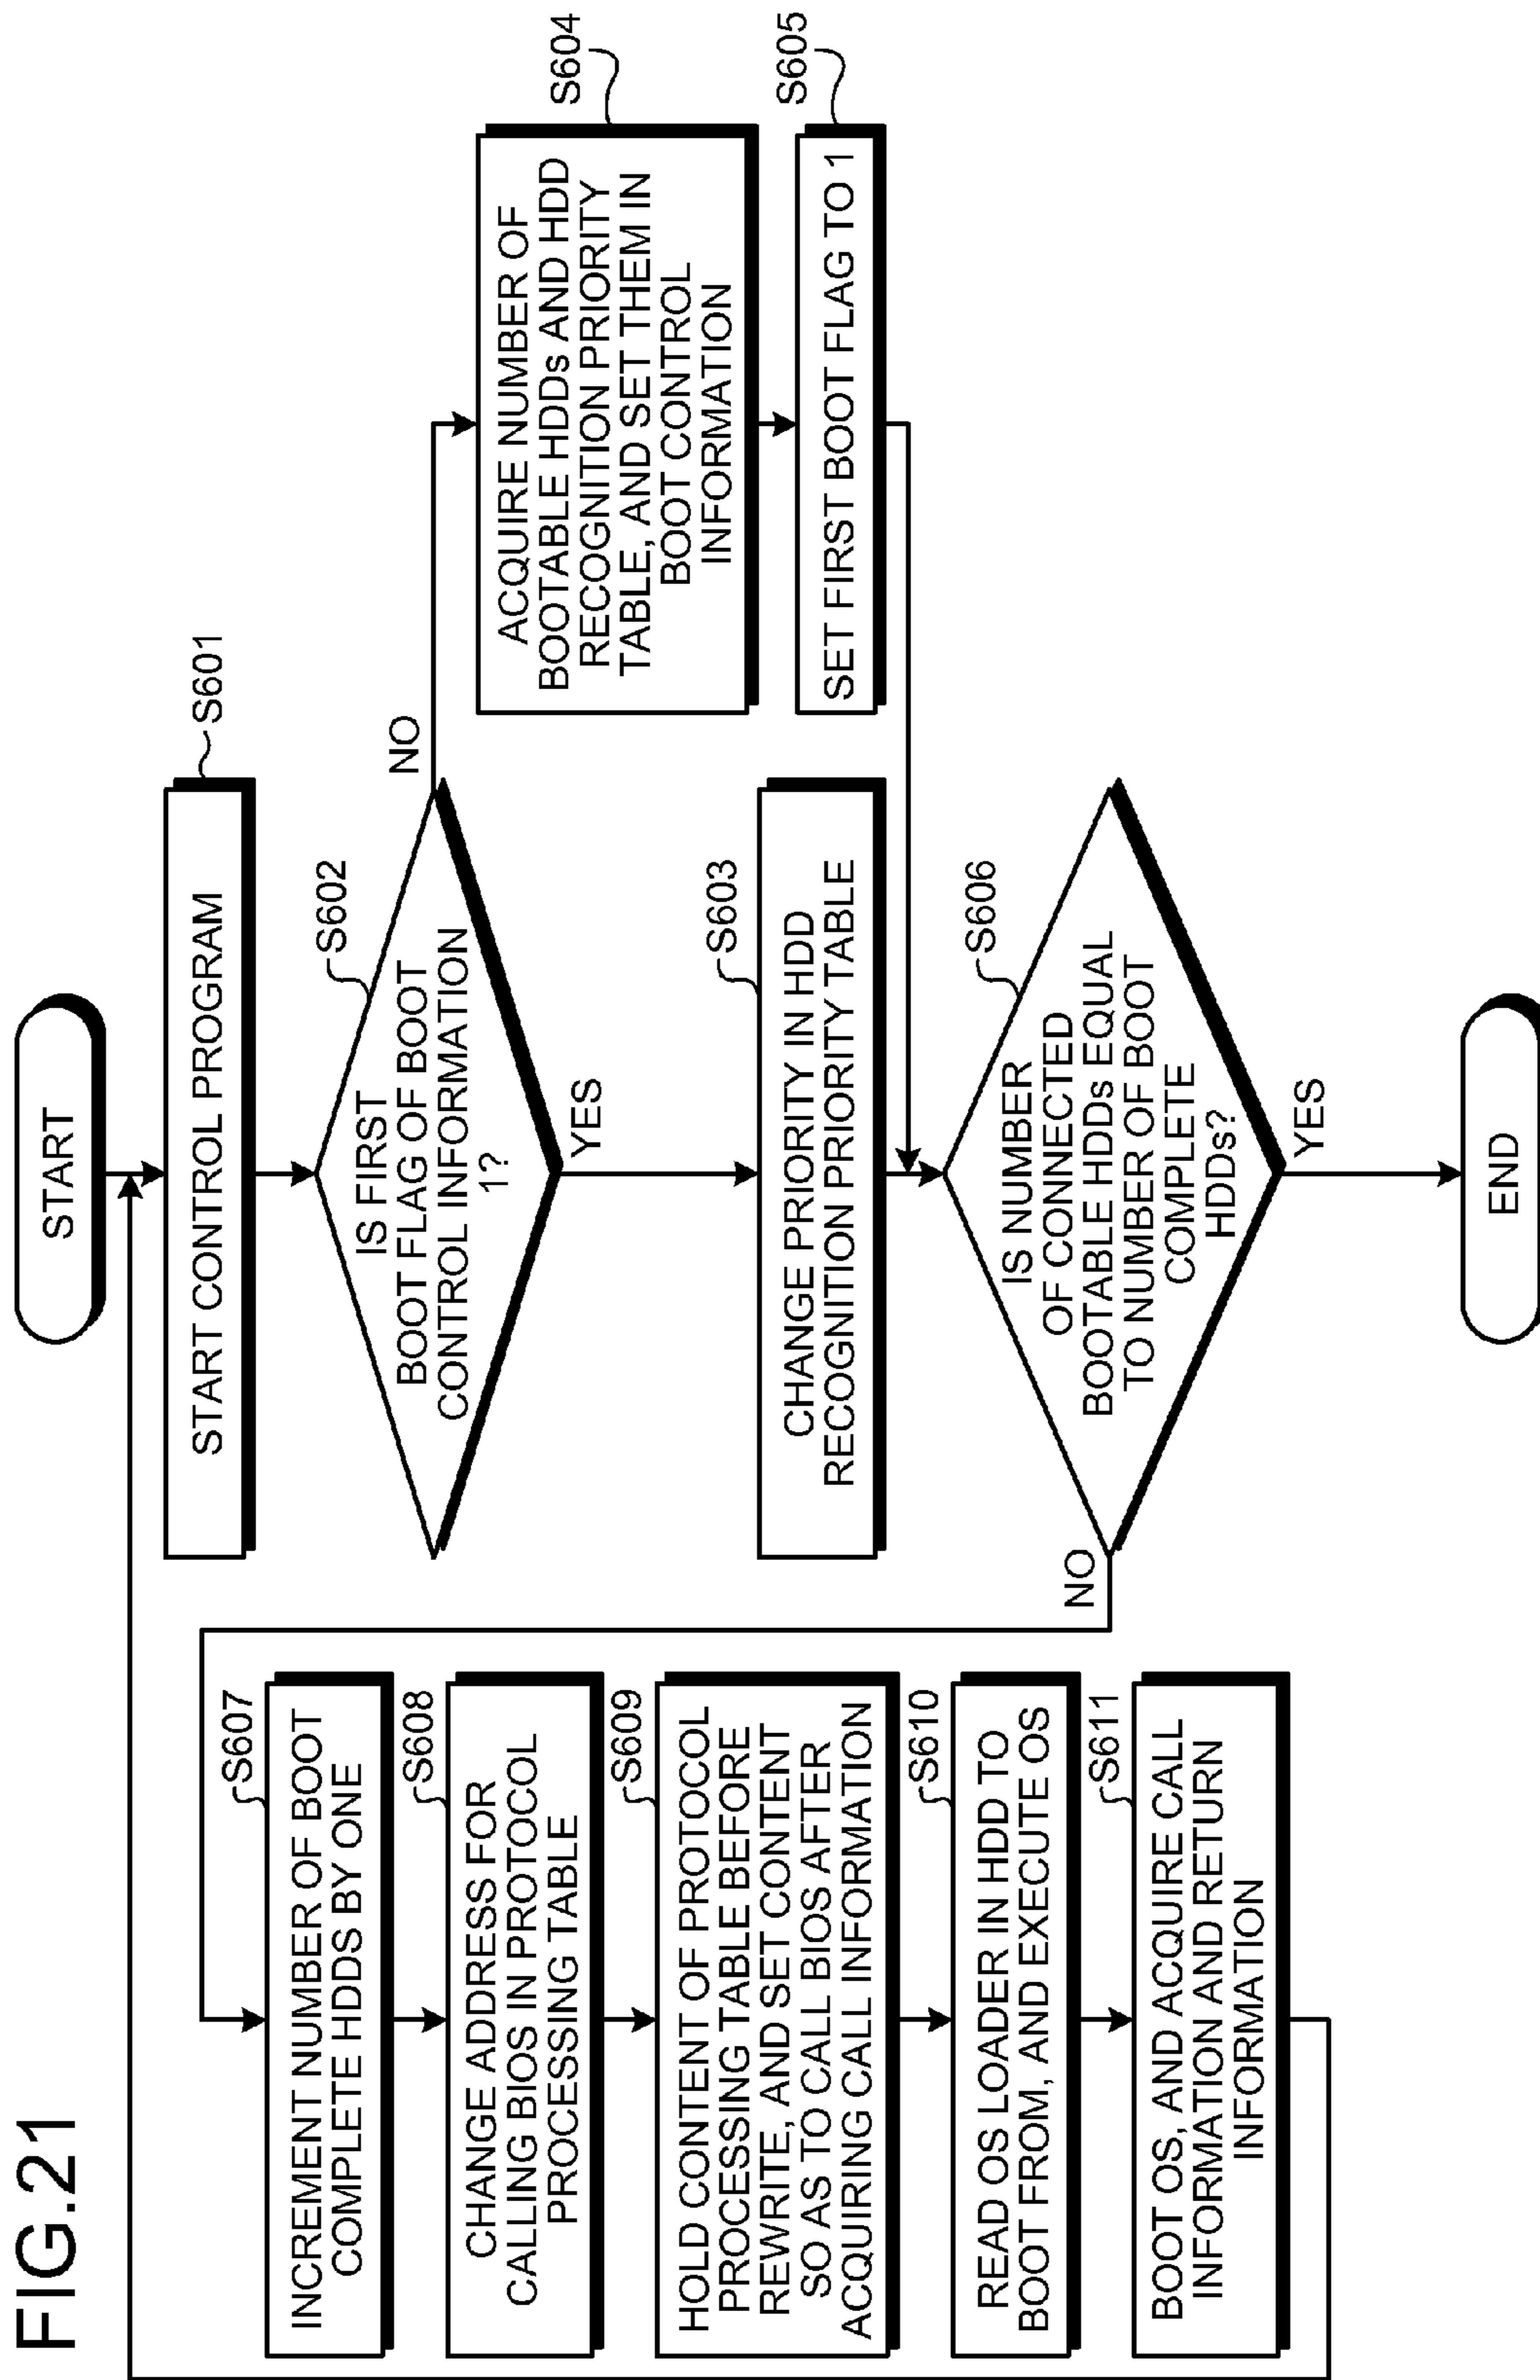 FIG.21
START
START CONTROL PROGRAM
S601
IS FIRST
BOOT FLAG OF BOOT
CONTROL INFORMATION
1?
S602
NO
YES
ACQUIRE NUMBER OF
BOOTABLE HDDs AND HDD
RECOGNITION PRIORITY
TABLE, AND SET THEM IN
BOOT CONTROL
INFORMATION
S604
SET FIRST BOOT FLAG TO 1
S605
CHANGE PRIORITY IN HDD
RECOGNITION PRIORITY TABLE
S603
IS NUMBER
OF CONNECTED
BOOTABLE HDDs EQUAL
TO NUMBER OF BOOT
COMPLETE
HDDs?
S606
NO
YES
INCREMENT NUMBER OF BOOT
COMPLETE HDDS BY ONE
S607
CHANGE ADDRESS FOR
CALLING BIOS IN PROTOCOL
PROCESSING TABLE
S608
HOLD CONTENT OF PROTOCOL
PROCESSING TABLE BEFORE
REWRITE, AND SET CONTENT
SO AS TO CALL BIOS AFTER
ACQUIRING CALL INFORMATION
S609
READ OS LOADER IN HDD TO
BOOT FROM, AND EXECUTE OS
S610
BOOT OS, AND ACQUIRE CALL
INFORMATION AND RETURN
INFORMATION
S611
END